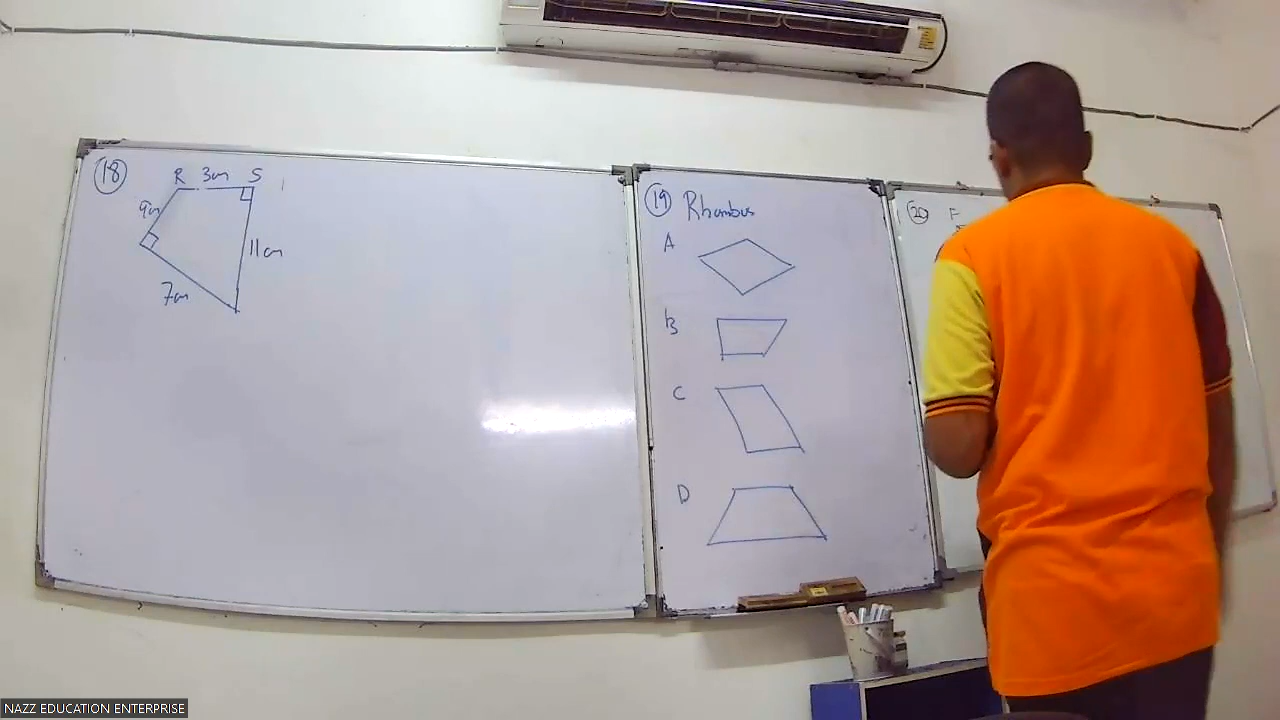 18
R 3cm S
9cm
11cm
7cm
19 Rhombus
A
B
C
D
20 F
NAZZ EDUCATION ENTERPRISE